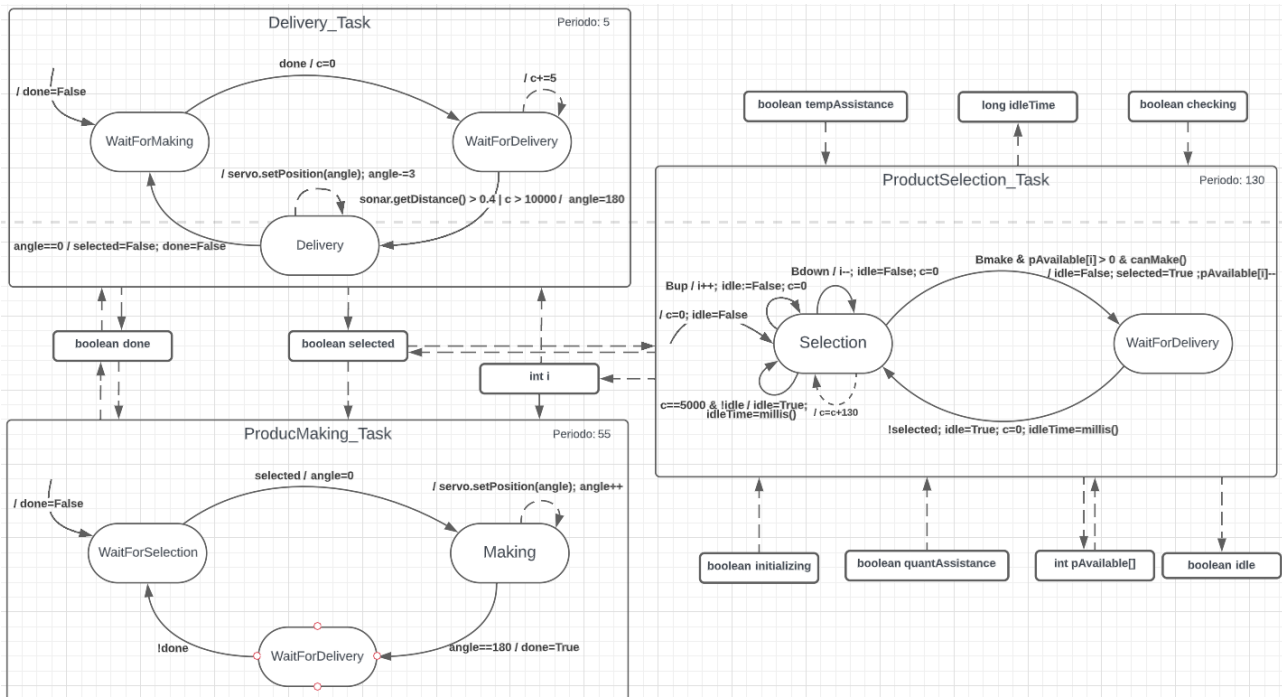 Delivery_Task
Periodo: 5
/ done=False
done / c=0
/ c+=5
WaitForMaking
WaitForDelivery
/ servo.setPosition(angle); angle-=3
sonar.getDistance() > 0.4 | c > 10000 / angle=180
Delivery
angle==0 / selected=False; done=False
boolean done
boolean selected
int i
ProducMaking_Task
Periodo: 55
/ done=False
selected / angle=0
/ servo.setPosition(angle); angle++
WaitForSelection
Making
!done
WaitForDelivery
angle==180 / done=True
boolean tempAssistance
long idleTime
boolean checking
ProductSelection_Task
Periodo: 130
Bmake & pAvailable[i] > 0 & canMake()
/ idle=False; selected=True ;pAvailable[i]--
Bdown / i--; idle=False; c=0
Bup / i++; idle:=False; c=0
/ c=0; idle=False
Selection
WaitForDelivery
c==5000 & !idle / idle=True;
idleTime=millis()
/ c=c+130
!selected; idle=True; c=0; idleTime=millis()
boolean initializing
boolean quantAssistance
int pAvailable[]
boolean idle